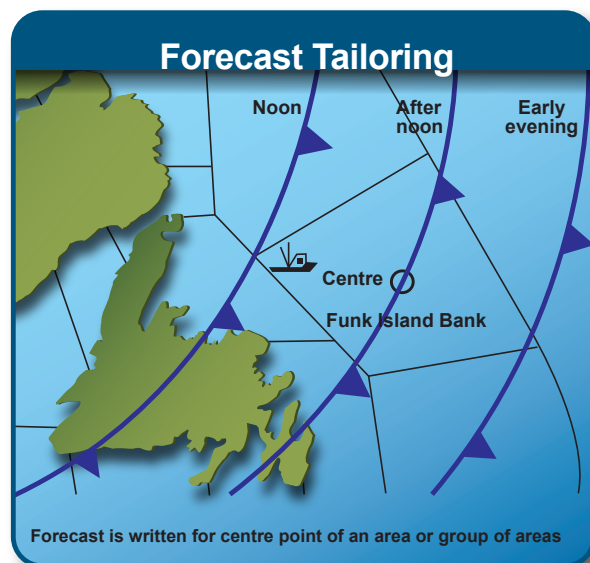 Forecast Tailoring
Noon
After
noon
Early
evening
Centre
Funk Island Bank
Forecast is written for centre point of an area or group of areas